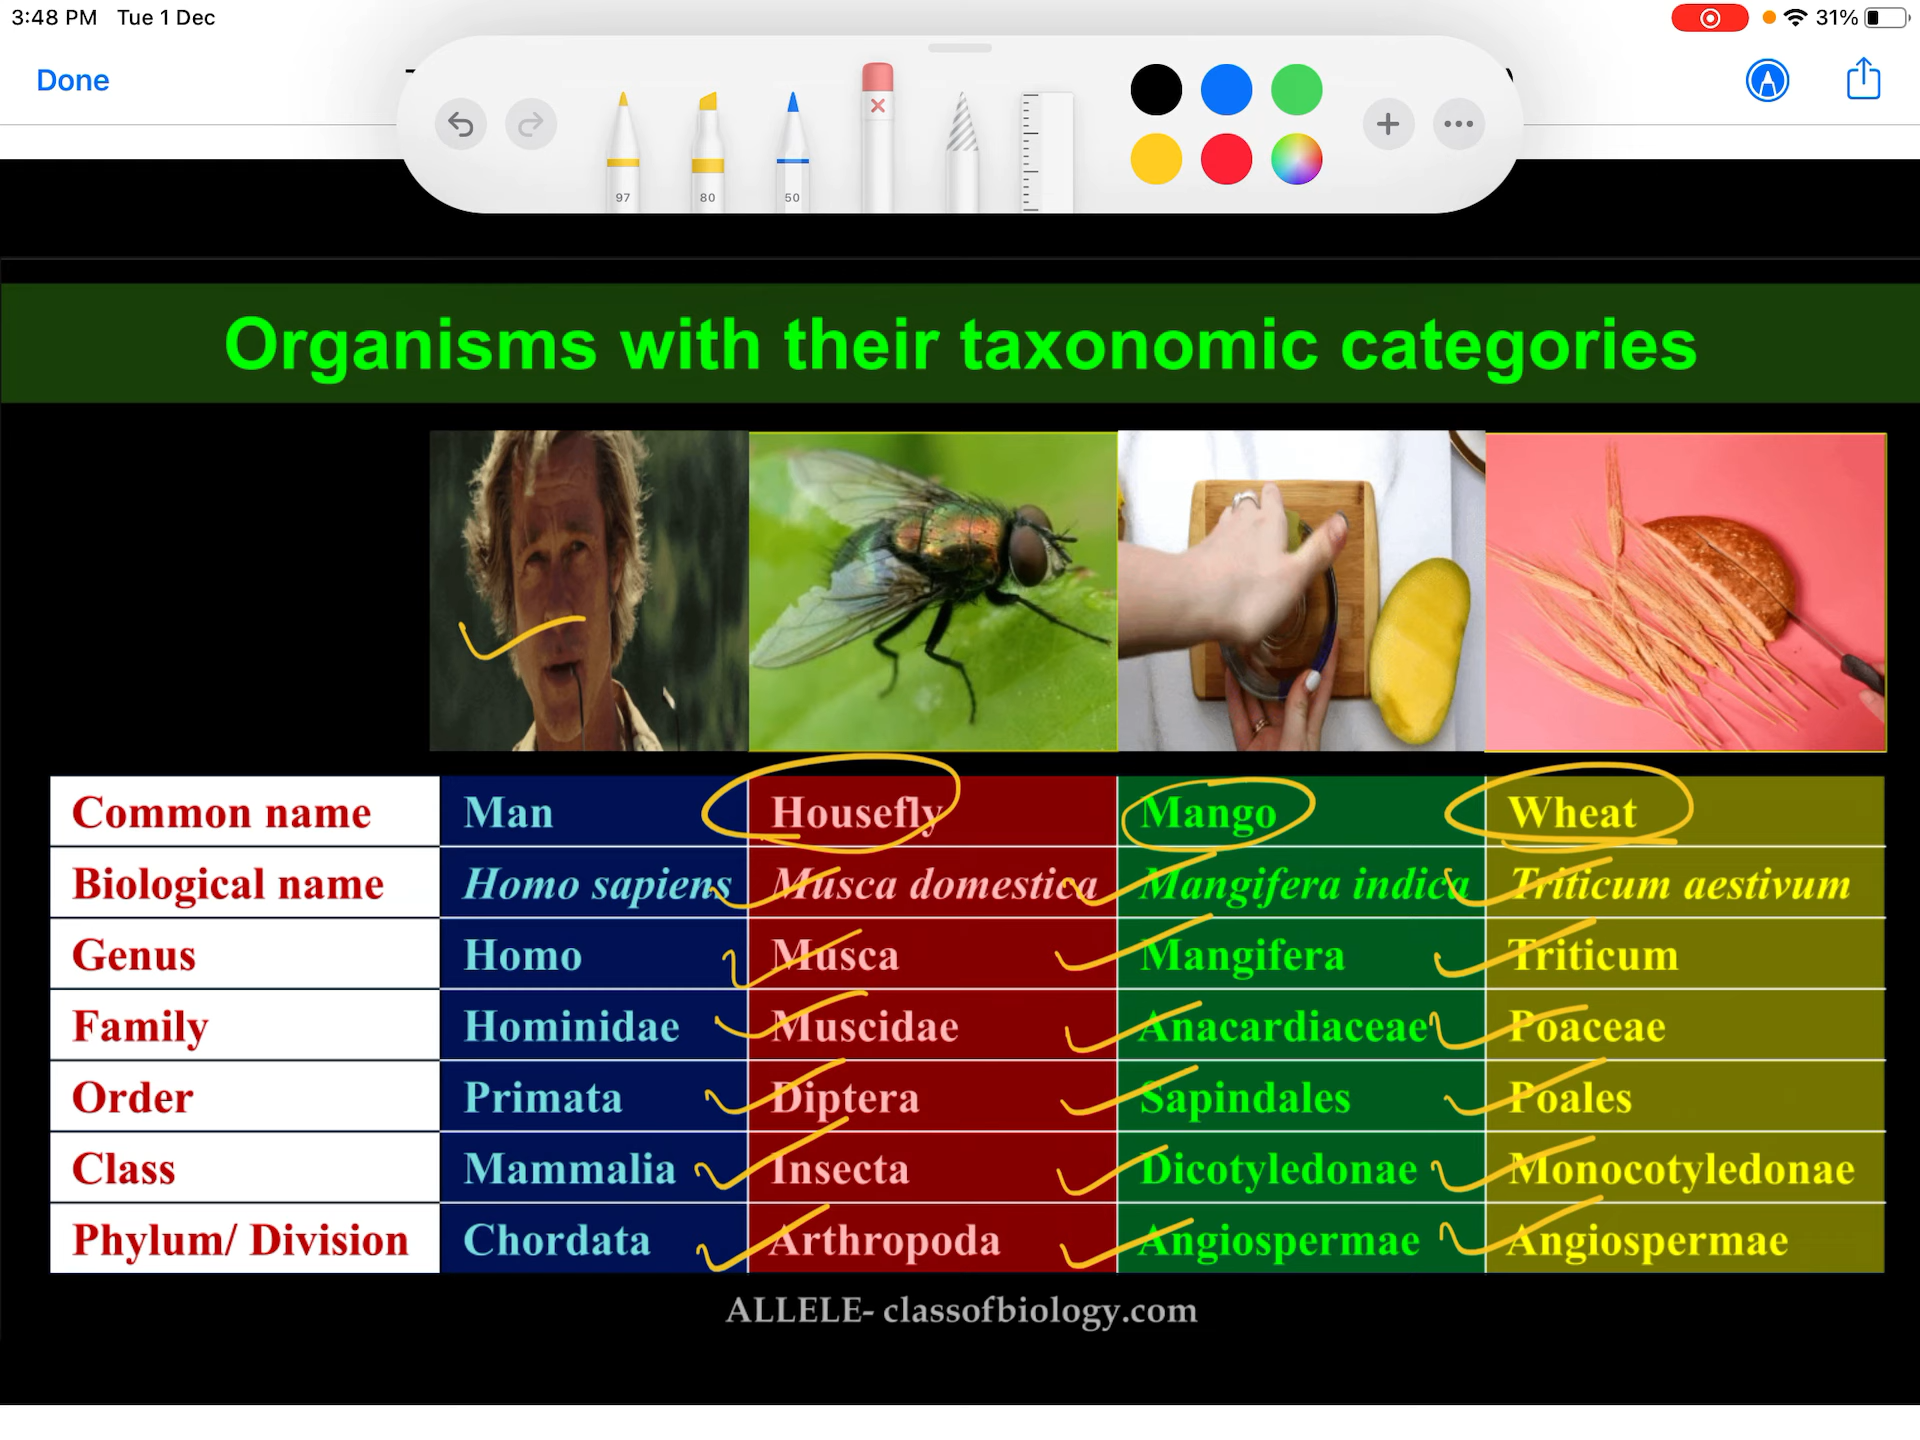 3:48 PM Tue 1 Dec
31%
Done
97 80 50
Organisms with their taxonomic categories
Common name Man Housefly Mango Wheat
Biological name Homo sapiens Musca domestica Mangifera indica Triticum aestivum
Genus Homo Musca Mangifera Triticum
Family Hominidae Muscidae Anacardiaceae Poaceae
Order Primata Diptera Sapindales Poales
Class Mammalia Insecta Dicotyledonae Monocotyledonae
Phylum/ Division Chordata Arthropoda Angiospermae Angiospermae
ALLELE- classofbiology.com